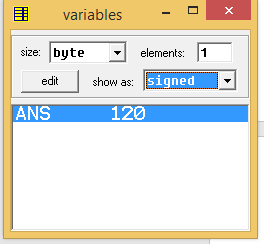 variables
size: byte elements: 1
edit show as: signed
ANS 120